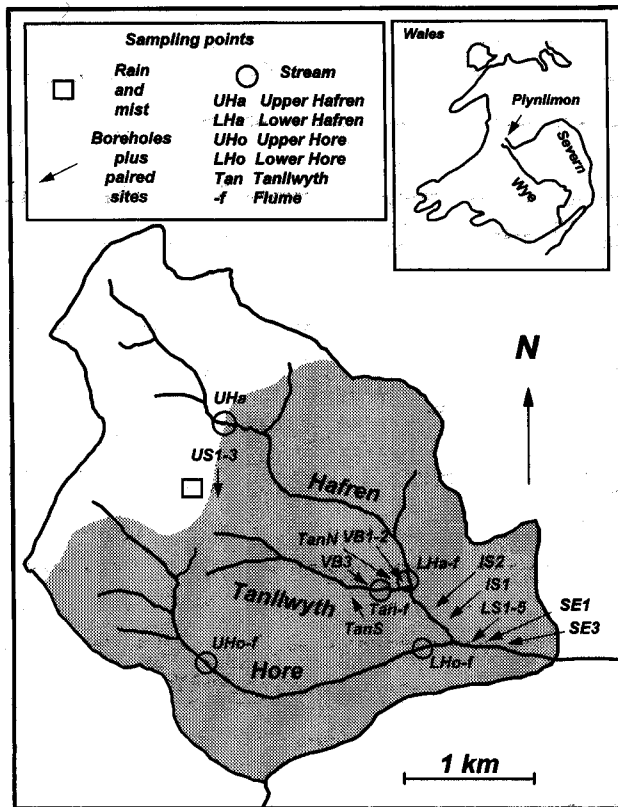 Sampling points
Rain and mist
Stream
UHa Upper Hafren
LHa Lower Hafren
UHo Upper Hore
LHo Lower Hore
Tan Tanllwyth
-f Flume
Boreholes plus paired sites
Wales
Plynlimon
Severn
Wye
N
UHa
US1-3
Hafren
TanN
VB1-2
VB3
LHa-f
IS2
IS1
Tanllwyth
Tan-f
LS1-5
SE1
TanS
SE3
UHo-f
LHo-f
Hore
1 km